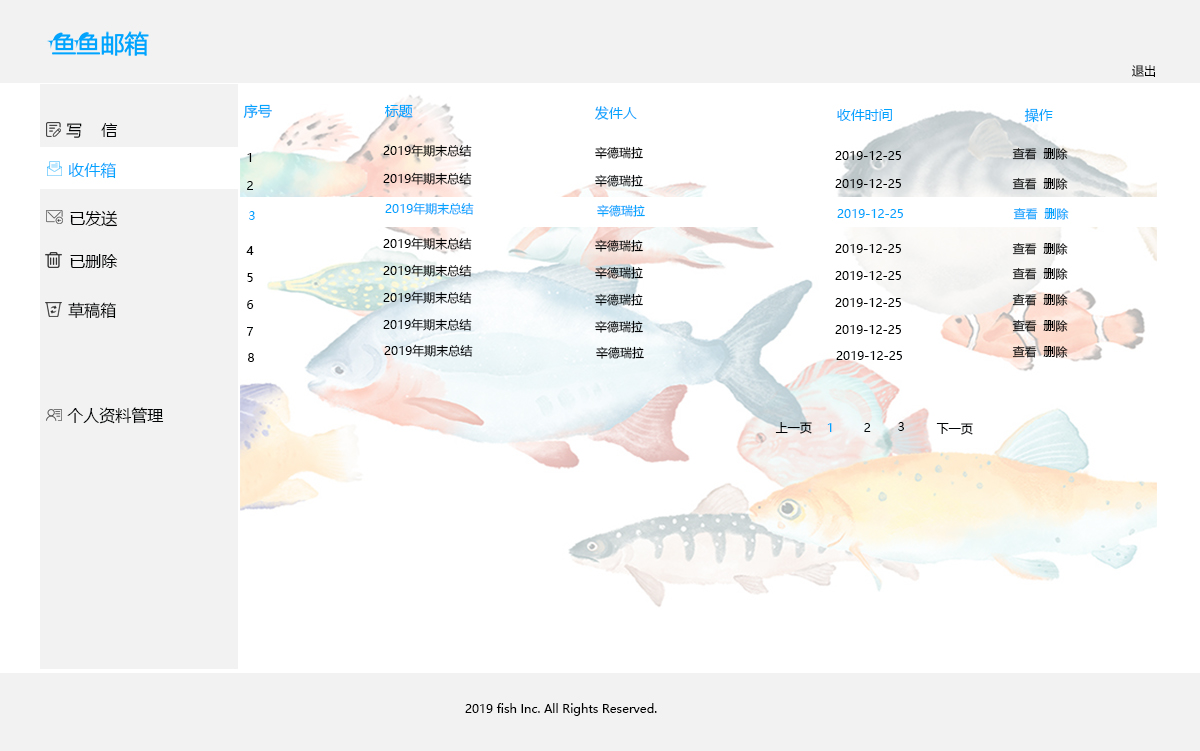 鱼鱼邮箱
退出
写 信
收件箱
已发送
已删除
草稿箱
个人资料管理
序号 标题 发件人 收件时间 操作
1 2019年期末总结 辛德瑞拉 2019-12-25 查看 删除
2 2019年期末总结 辛德瑞拉 2019-12-25 查看 删除
3 2019年期末总结 辛德瑞拉 2019-12-25 查看 删除
4 2019年期末总结 辛德瑞拉 2019-12-25 查看 删除
5 2019年期末总结 辛德瑞拉 2019-12-25 查看 删除
6 2019年期末总结 辛德瑞拉 2019-12-25 查看 删除
7 2019年期末总结 辛德瑞拉 2019-12-25 查看 删除
8 2019年期末总结 辛德瑞拉 2019-12-25 查看 删除
上一页 1 2 3 下一页
2019 fish Inc. All Rights Reserved.